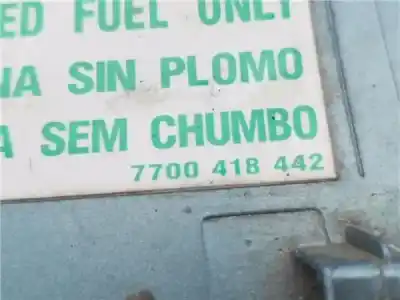 ED FUEL ONLY
NA SIN PLOMO
A SEM CHUMBO
7700 418 442